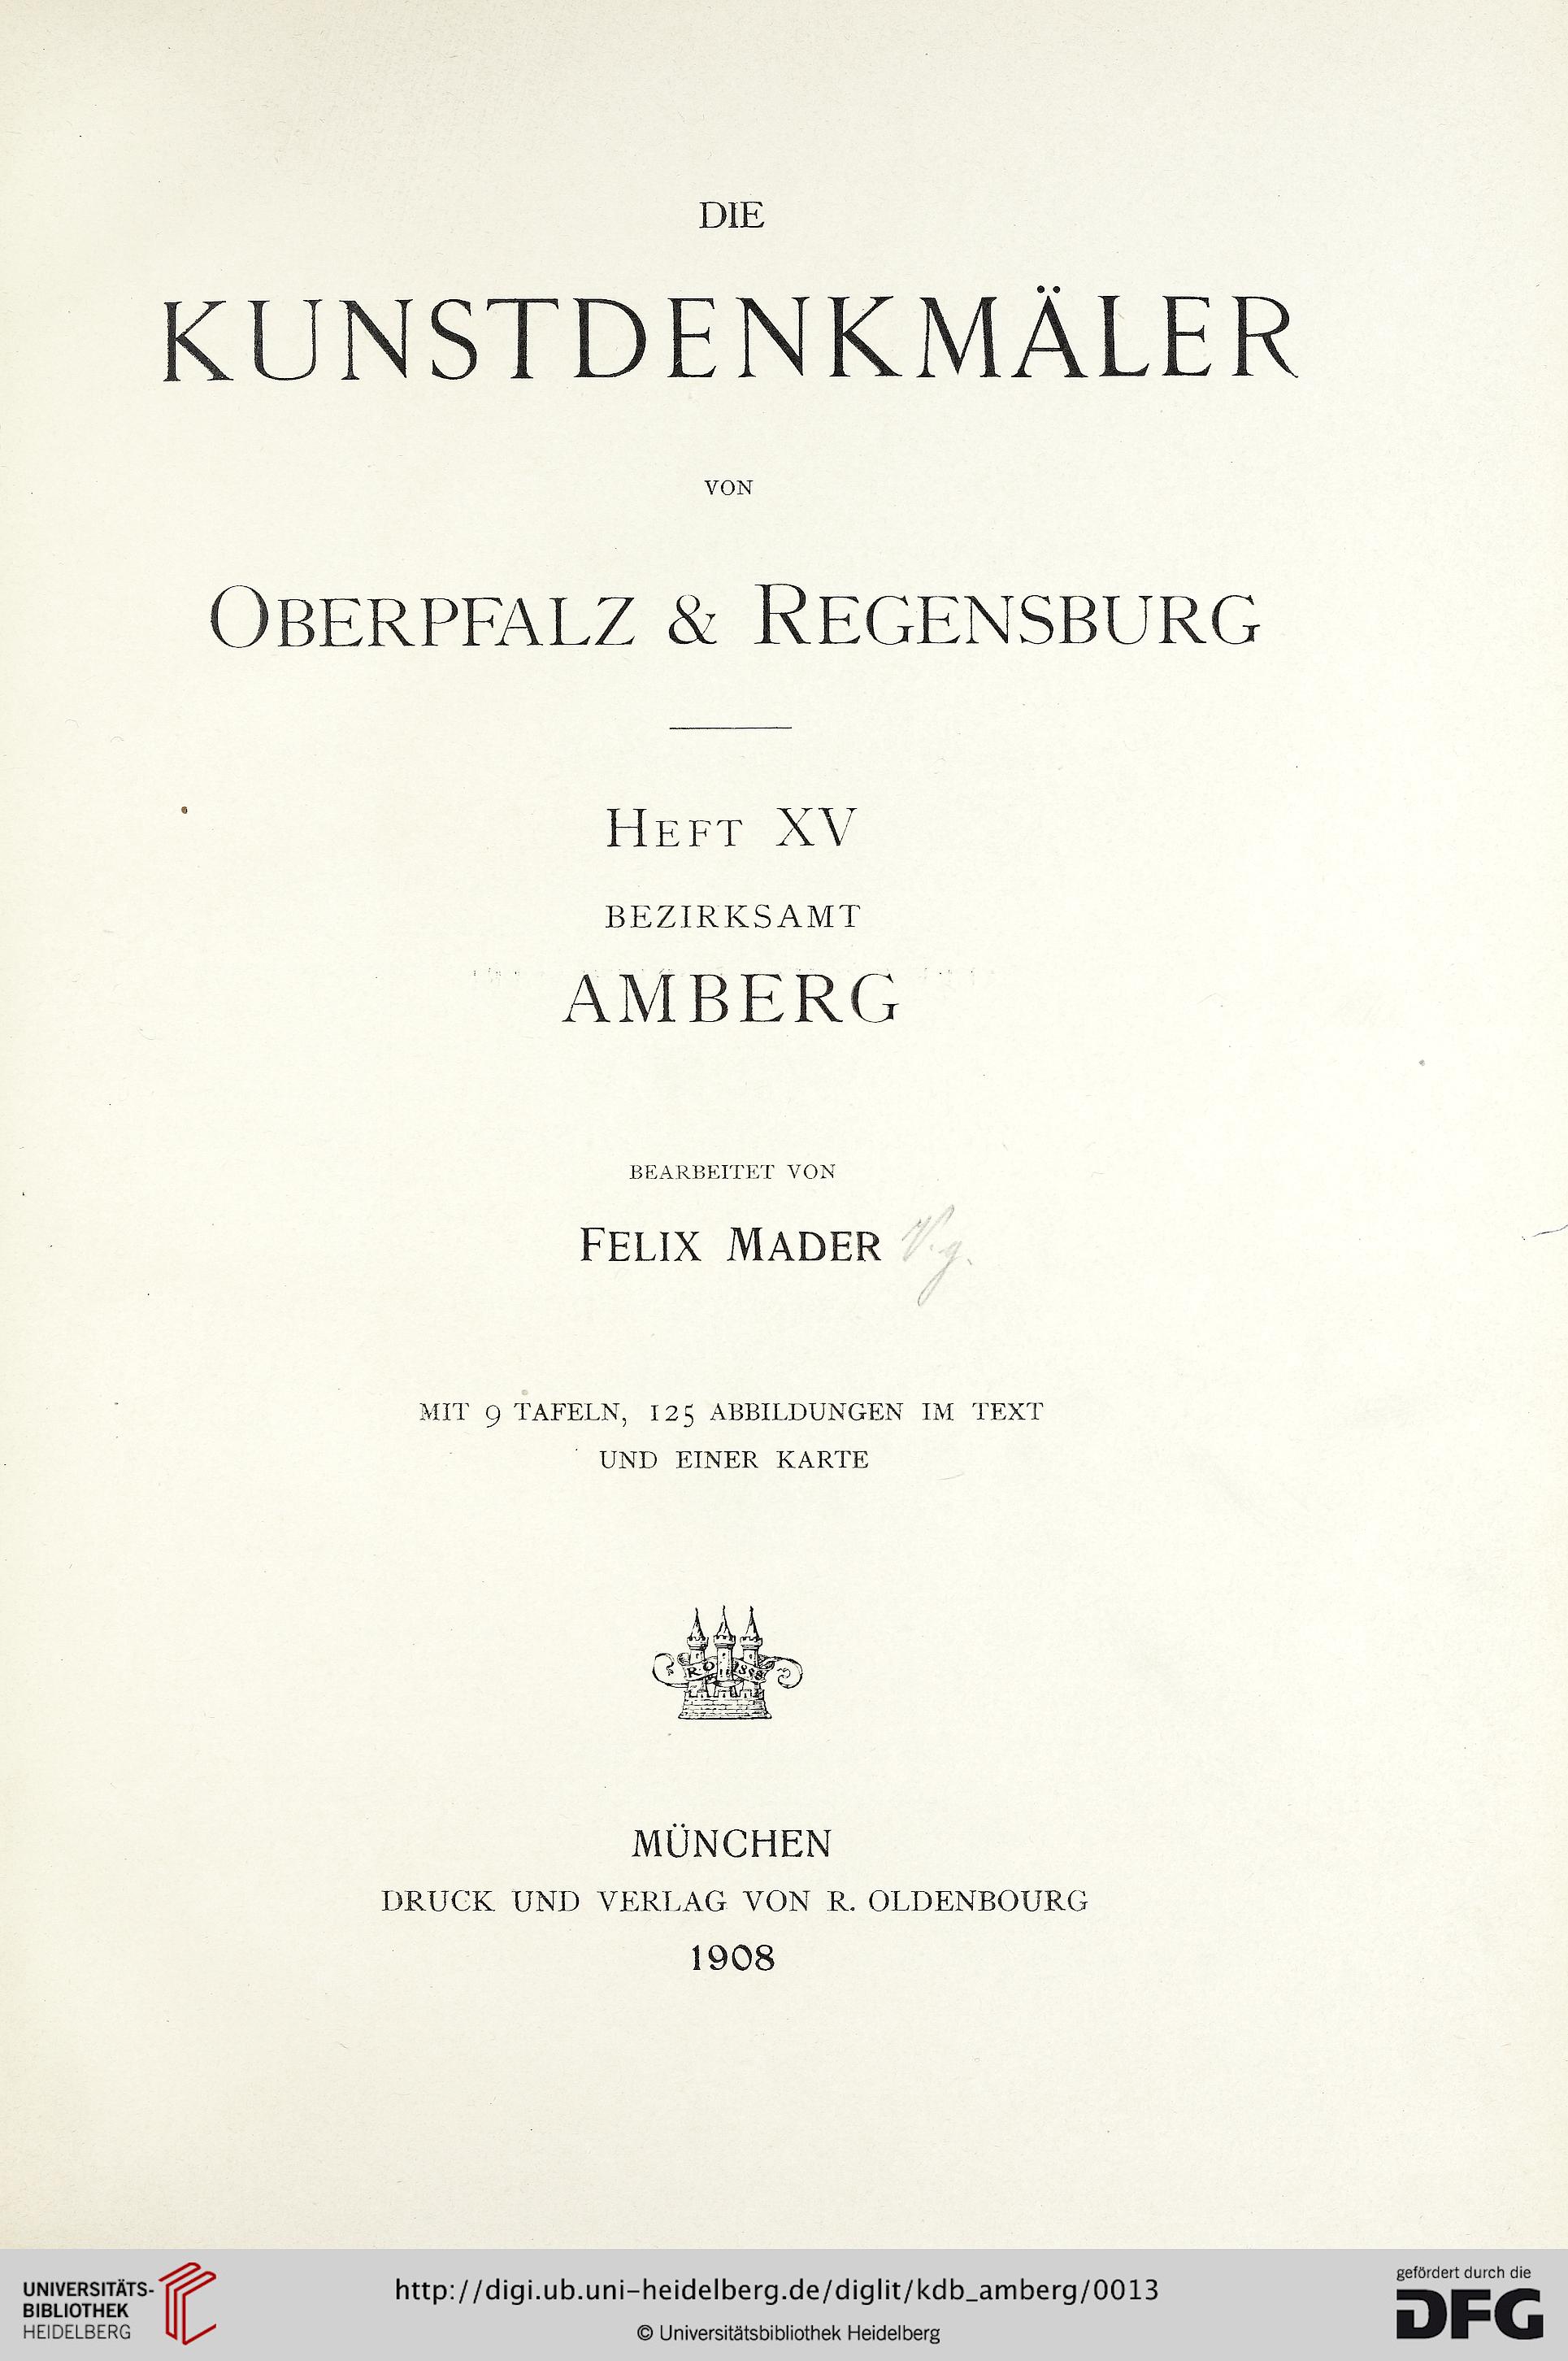 DIE
KUNSTDENKMÄLER
VON
OBERPFALZ & REGENSBURG
HEFT XV
BEZIRKSAMT
AMBERG
BEARBEITET VON
FELIX MADER V. g.
MIT 9 TAFELN, 125 ABBILDUNGEN IM TEXT
UND EINER KARTE
R. O. 1858
MÜNCHEN
DRUCK UND VERLAG VON R. OLDENBOURG
1908
UNIVERSITÄTS-
BIBLIOTHEK
HEIDELBERG
http://digi.ub.uni-heidelberg.de/diglit/kdb_amberg/0013
© Universitätsbibliothek Heidelberg
gefördert durch die
DFG